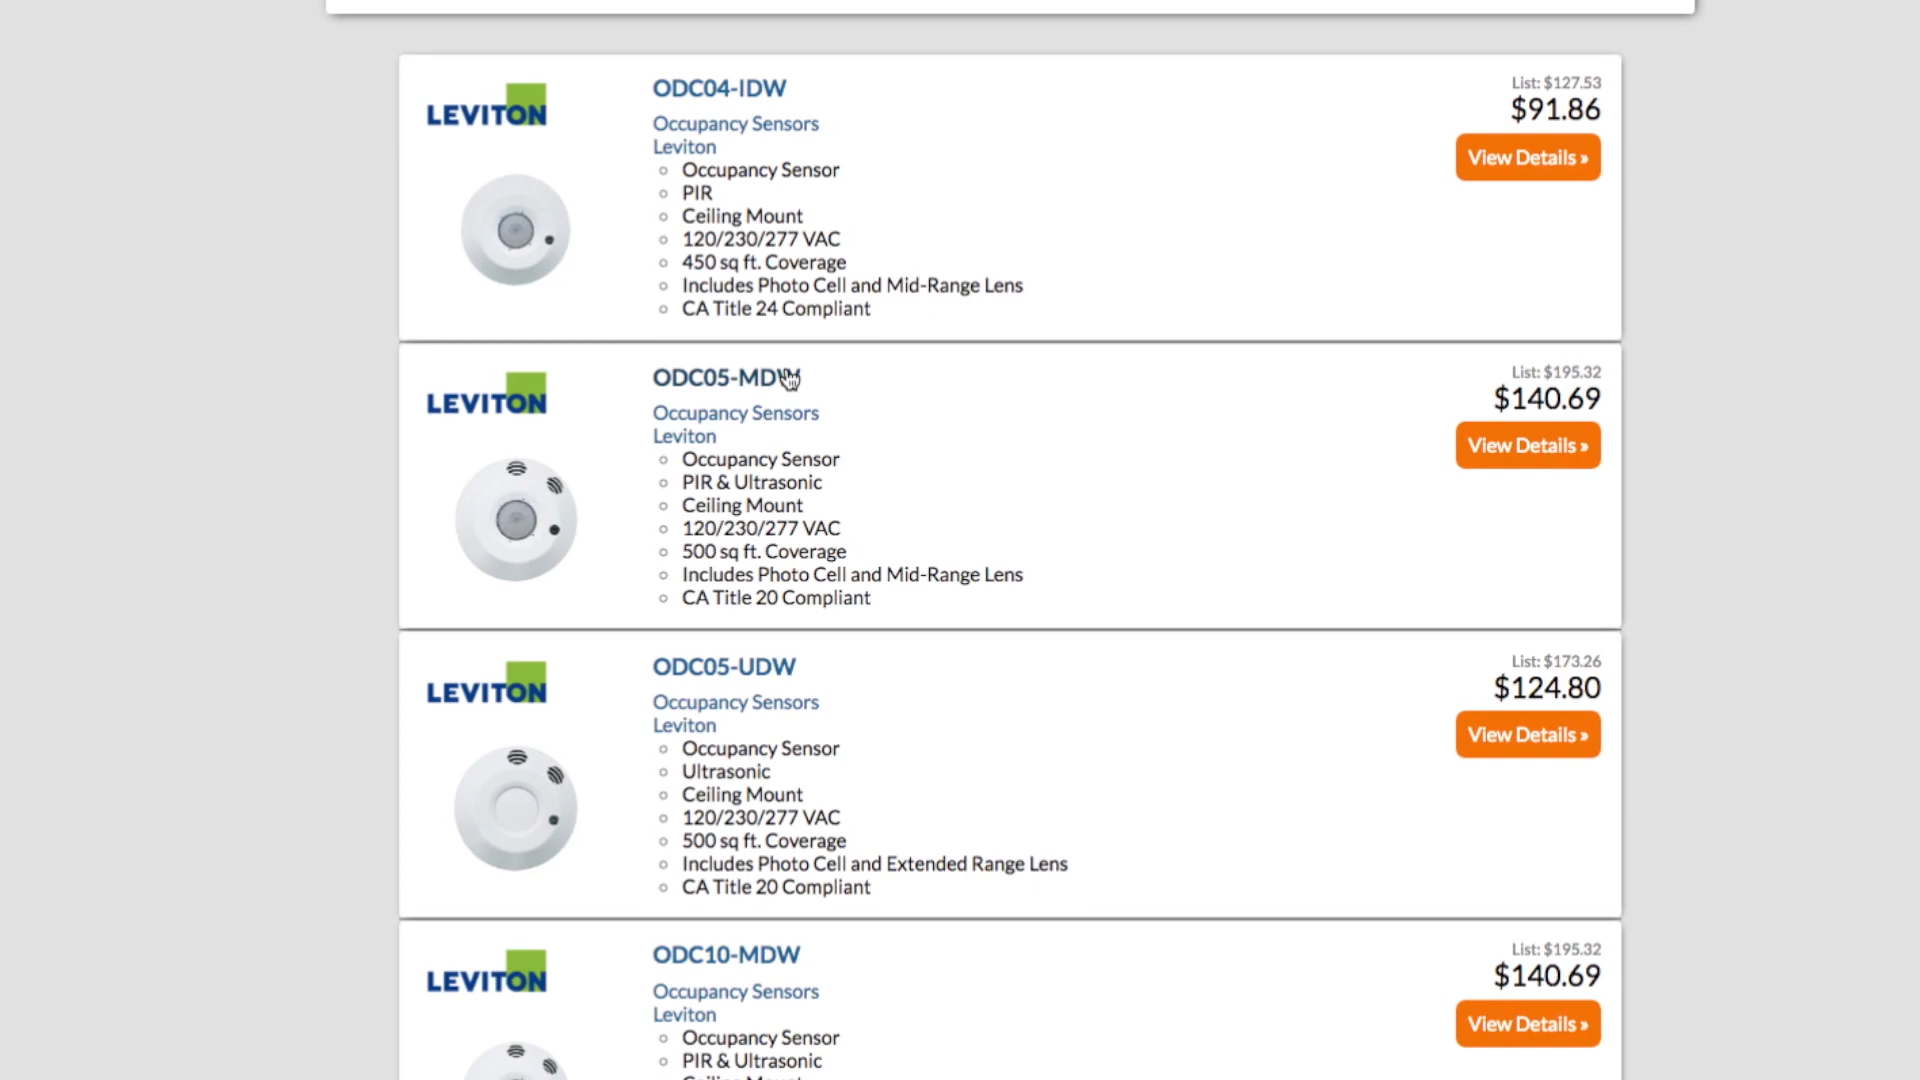 LEVITON
ODC04-IDW
Occupancy Sensors
Leviton
Occupancy Sensor
PIR
Ceiling Mount
120/230/277 VAC
450 sq ft. Coverage
Includes Photo Cell and Mid-Range Lens
CA Title 24 Compliant
List: $127.53
$91.86
View Details »
LEVITON
ODC05-MDW
Occupancy Sensors
Leviton
Occupancy Sensor
PIR & Ultrasonic
Ceiling Mount
120/230/277 VAC
500 sq ft. Coverage
Includes Photo Cell and Mid-Range Lens
CA Title 20 Compliant
List: $195.32
$140.69
View Details »
LEVITON
ODC05-UDW
Occupancy Sensors
Leviton
Occupancy Sensor
Ultrasonic
Ceiling Mount
120/230/277 VAC
500 sq ft. Coverage
Includes Photo Cell and Extended Range Lens
CA Title 20 Compliant
List: $173.26
$124.80
View Details »
LEVITON
ODC10-MDW
Occupancy Sensors
Leviton
Occupancy Sensor
PIR & Ultrasonic
Ceiling Mount
List: $195.32
$140.69
View Details »